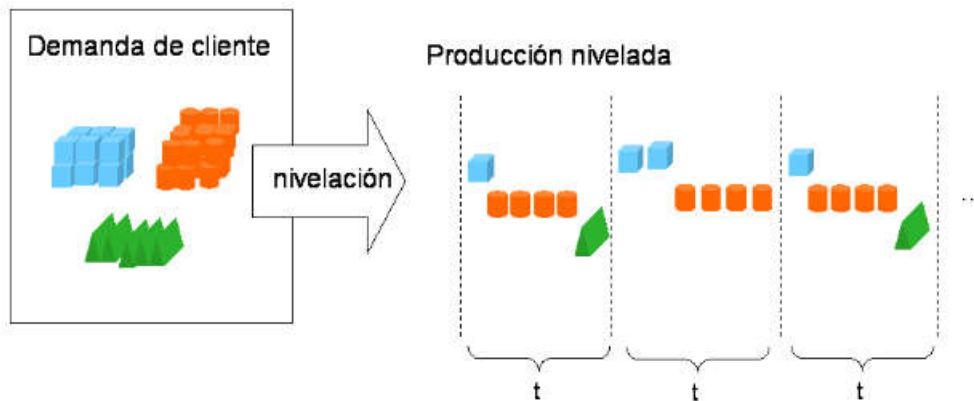 Demanda de cliente
Producción nivelada
nivelación
...
t
t
t